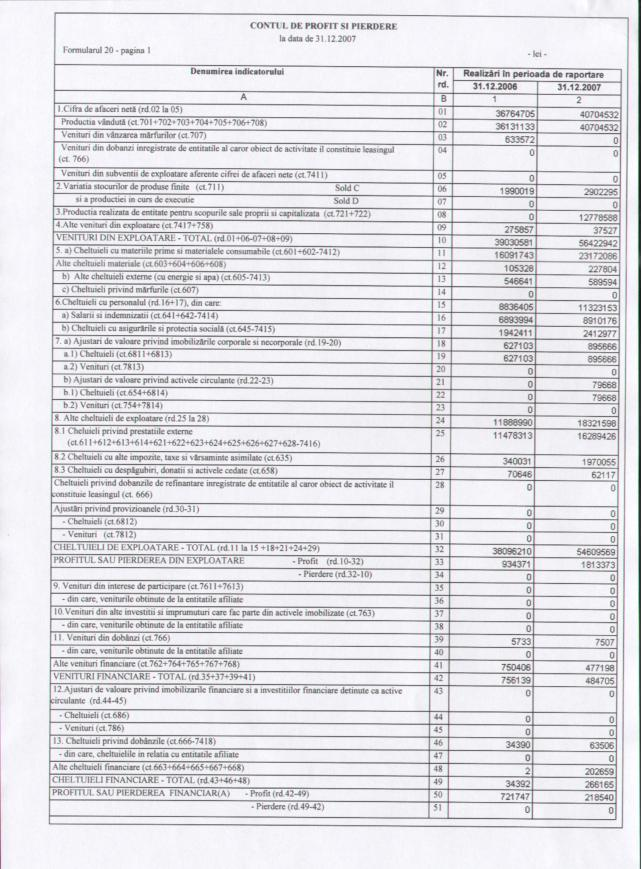 CONTUL DE PROFIT SI PIERDERE
la data de 31.12.2007
Formularul 20 - pagina 1
- lei -
Denumirea indicatorului Nr. rd. Realizări în perioada de raportare
31.12.2006 31.12.2007
A B 1 2
1.Cifra de afaceri netă (rd.02 la 05) 01 36764705 40704532
Productia vândută (ct.701+702+703+704+705+706+708) 02 36131133 40704532
Venituri din vânzarea mărfurilor (ct.707) 03 633572 0
Venituri din dobanzi inregistrate de entitatile al caror obiect de activitate il constituie leasingul 04 0 0
(ct. 766)
Venituri din subventii de exploatare aferente cifrei de afaceri nete (ct.7411) 05 0 0
2.Variatia stocurilor de produse finite (ct.711) Sold C 06 1990019 2902295
si a productiei in curs de executie Sold D 07 0 0
3.Productia realizata de entitate pentru scopurile sale proprii si capitalizata (ct.721+722) 08 0 12778588
4.Alte venituri din exploatare (ct.7417+758) 09 275857 37527
VENITURI DIN EXPLOATARE - TOTAL (rd.01+06-07+08+09) 10 39030581 56422942
5. a) Cheltuieli cu materiile prime si materialele consumabile (ct.601+602-7412) 11 16091743 23172086
Alte cheltuieli materiale (ct.603+604+606+608) 12 105328 227804
b) Alte cheltuieli externe (cu energie si apa) (ct.605-7413) 13 546641 589594
c) Cheltuieli privind mărfurile (ct.607) 14 0 0
6.Cheltuieli cu personalul (rd.16+17), din care: 15 8836405 11323153
a) Salarii si indemnizatii (ct.641+642-7414) 16 6893994 8910176
b) Cheltuieli cu asigurările si protectia socială (ct.645-7415) 17 1942411 2412977
7. a) Ajustari de valoare privind imobilizările corporale si necorporale (rd.19-20) 18 627103 895666
a.1) Cheltuieli (ct.6811+6813) 19 627103 895666
a.2) Venituri (ct.7813) 20 0 0
b) Ajustari de valoare privind activele circulante (rd.22-23) 21 0 79668
b.1) Cheltuieli (ct.654+6814) 22 0 79668
b.2) Venituri (ct.754+7814) 23 0 0
8. Alte cheltuieli de exploatare (rd.25 la 28) 24 11888990 18321598
8.1 Cheluieli privind prestatiile externe 25 11478313 16289426
(ct.611+612+613+614+621+622+623+624+625+626+627+628-7416)
8.2 Cheltuieli cu alte impozite, taxe si vărsaminte asimilate (ct.635) 26 340031 1970055
8.3 Cheltuieli cu despăgubiri, donatii si activele cedate (ct.658) 27 70646 62117
Cheltuieli privind dobanzile de refinantare inregistrate de entitatile al caror obiect de activitate il 28 0 0
constituie leasingul (ct. 666)
Ajustări privind provizioanele (rd.30-31) 29 0 0
- Cheltuieli (ct.6812) 30 0 0
- Venituri (ct.7812) 31 0 0
CHELTUIELI DE EXPLOATARE - TOTAL (rd.11 la 15 +18+21+24+29) 32 38096210 54609569
PROFITUL SAU PIERDEREA DIN EXPLOATARE - Profit (rd.10-32) 33 934371 1813373
- Pierdere (rd.32-10) 34 0 0
9. Venituri din interese de participare (ct.7611+7613) 35 0 0
- din care, veniturile obtinute de la entitatile afiliate 36 0 0
10.Venituri din alte investitii si imprumuturi care fac parte din activele imobilizate (ct.763) 37 0 0
- din care, veniturile obtinute de la entitatile afiliate 38 0 0
11. Venituri din dobânzi (ct.766) 39 5733 7507
- din care, veniturile obtinute de la entitatile afiliate 40 0 0
Alte venituri financiare (ct.762+764+765+767+768) 41 750406 477198
VENITURI FINANCIARE - TOTAL (rd.35+37+39+41) 42 756139 484705
12.Ajustari de valoare privind imobilizarile financiare si a investitiilor financiare detinute ca active 43 0 0
circulante (rd.44-45)
- Cheltuieli (ct.686) 44 0 0
- Venituri (ct.786) 45 0 0
13. Cheltuieli privind dobânzile (ct.666-7418) 46 34390 63506
- din care, cheltuielile in relatia cu entitatile afiliate 47 0 0
Alte cheltuieli financiare (ct.663+664+665+667+668) 48 2 202659
CHELTUIELI FINANCIARE - TOTAL (rd.43+46+48) 49 34392 266165
PROFITUL SAU PIERDEREA FINANCIAR(A) - Profit (rd.42-49) 50 721747 218540
- Pierdere (rd.49-42) 51 0 0